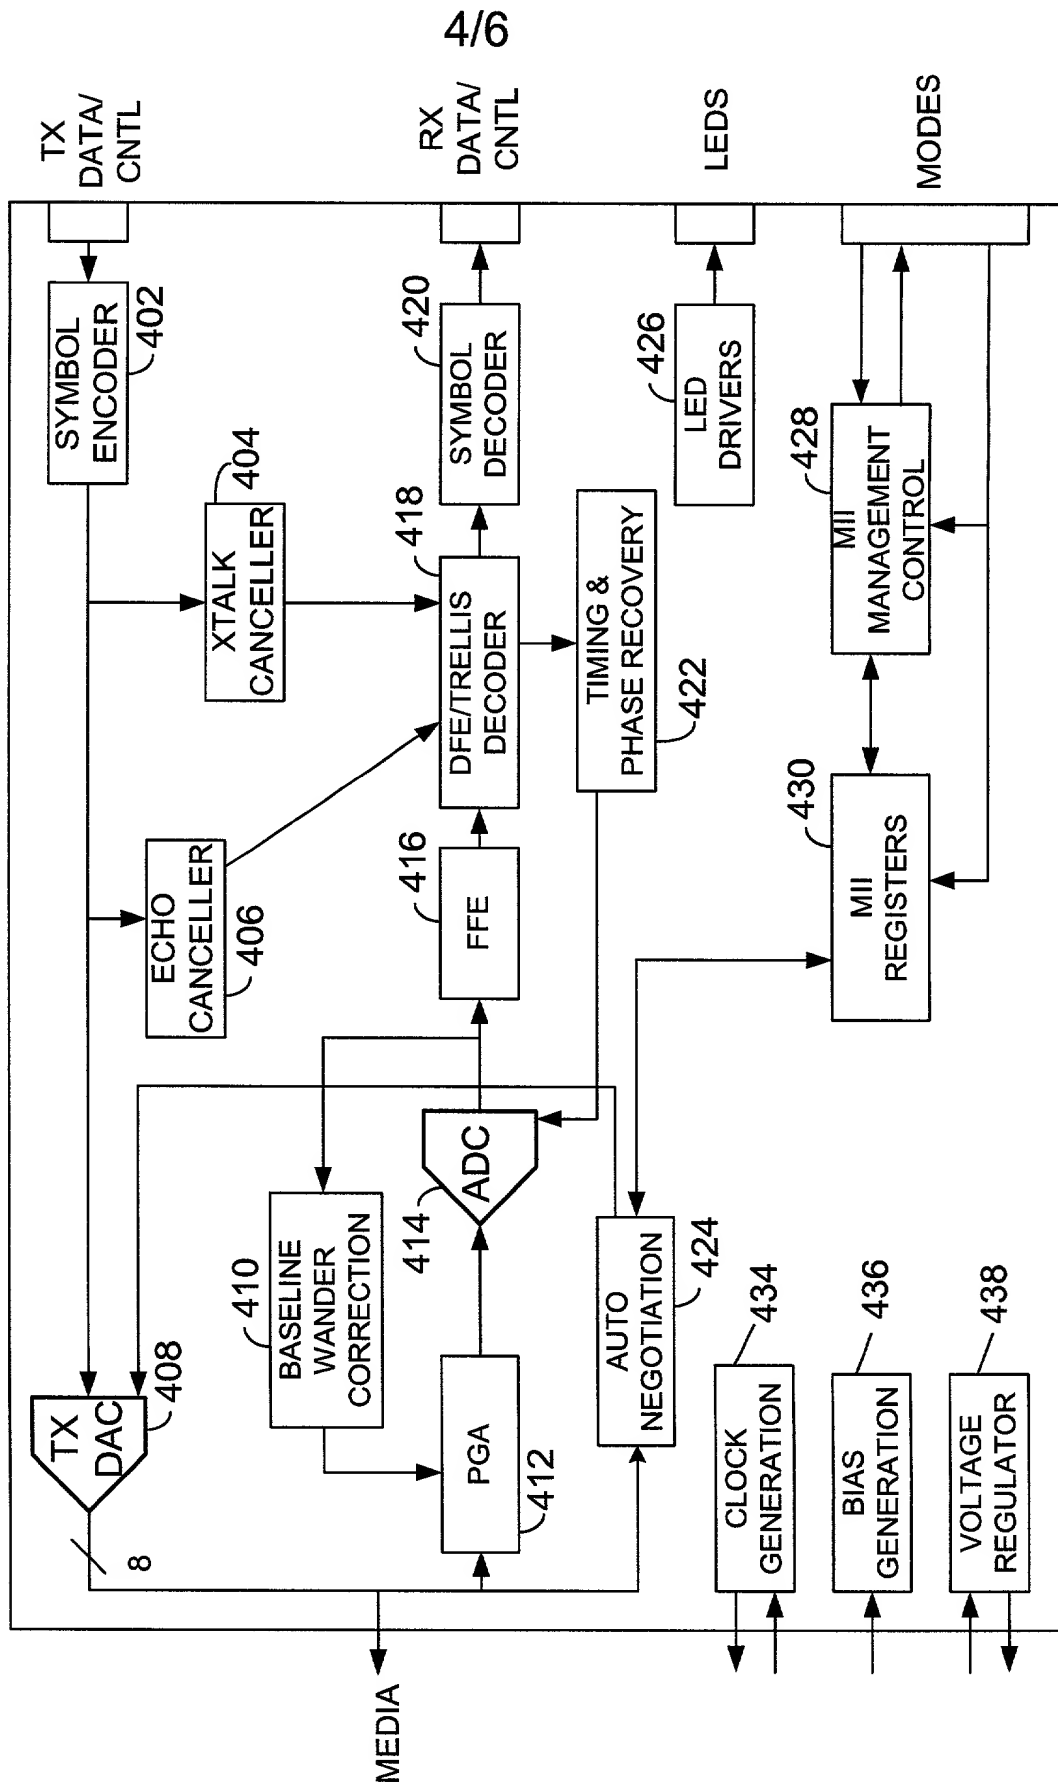 4/6
TX
DATA/
CNTL
RX
DATA/
CNTL
LEDS
MODES
SYMBOL
ENCODER
402
XTALK
CANCELLER
404
ECHO
CANCELLER
406
TX
DAC
408
8
MEDIA
BASELINE
WANDER
CORRECTION
410
PGA
412
ADC
414
FFE
416
DFE/TRELLIS
DECODER
418
SYMBOL
DECODER
420
TIMING &
PHASE RECOVERY
422
AUTO
NEGOTIATION
424
LED
DRIVERS
426
MII
MANAGEMENT
CONTROL
428
MII
REGISTERS
430
CLOCK
GENERATION
434
BIAS
GENERATION
436
VOLTAGE
REGULATOR
438